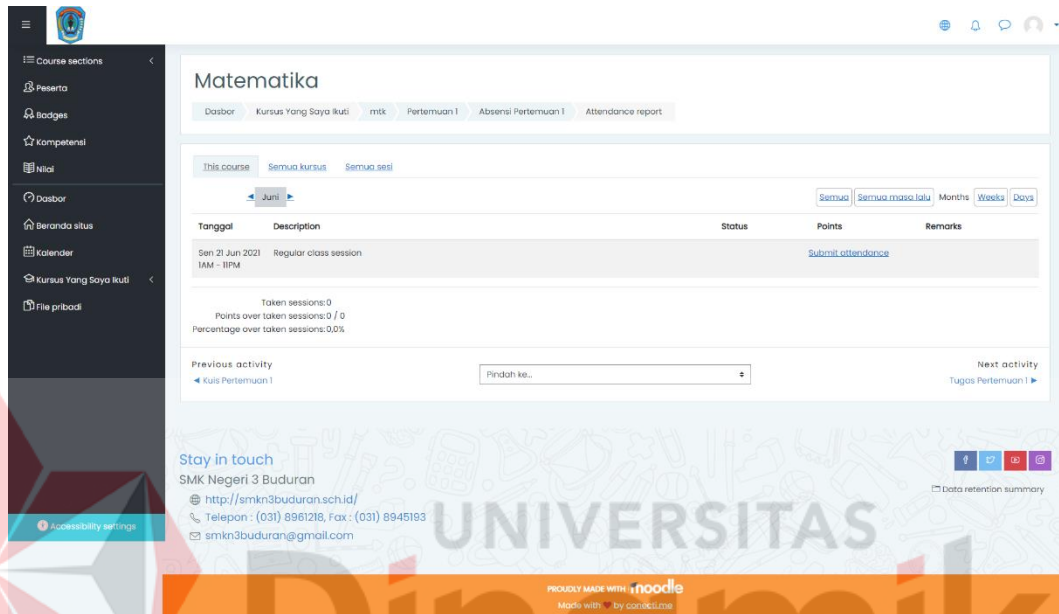 Course sections
Peserta
Badges
Kompetensi
Nilai
Dasbor
Beranda situs
Kalender
Kursus Yang Saya Ikuti
File pribadi
Accessibility settings
Matematika
Dasbor Kursus Yang Saya Ikuti mtk Pertemuan 1 Absensi Pertemuan 1 Attendance report
This course Semua kursus Semua sesi
◄ Juni ► Semua Semua masa lalu Months Weeks Days
Tanggal Description Status Points Remarks
Sen 21 Jun 2021 Regular class session Submit attendance
1AM - 11PM
Taken sessions: 0
Points over taken sessions: 0 / 0
Percentage over taken sessions: 0,0%
Previous activity Next activity
◄ Kuis Pertemuan 1 Pindah ke... Tugas Pertemuan 1 ►
Stay in touch
SMK Negeri 3 Buduran
http://smkn3buduran.sch.id/
Telepon : (031) 8961218, Fax : (031) 8945193
smkn3buduran@gmail.com
Data retention summary
UNIVERSITAS
Dinamika
PROUDLY MADE WITH moodle
Made with ♥ by conecti.me